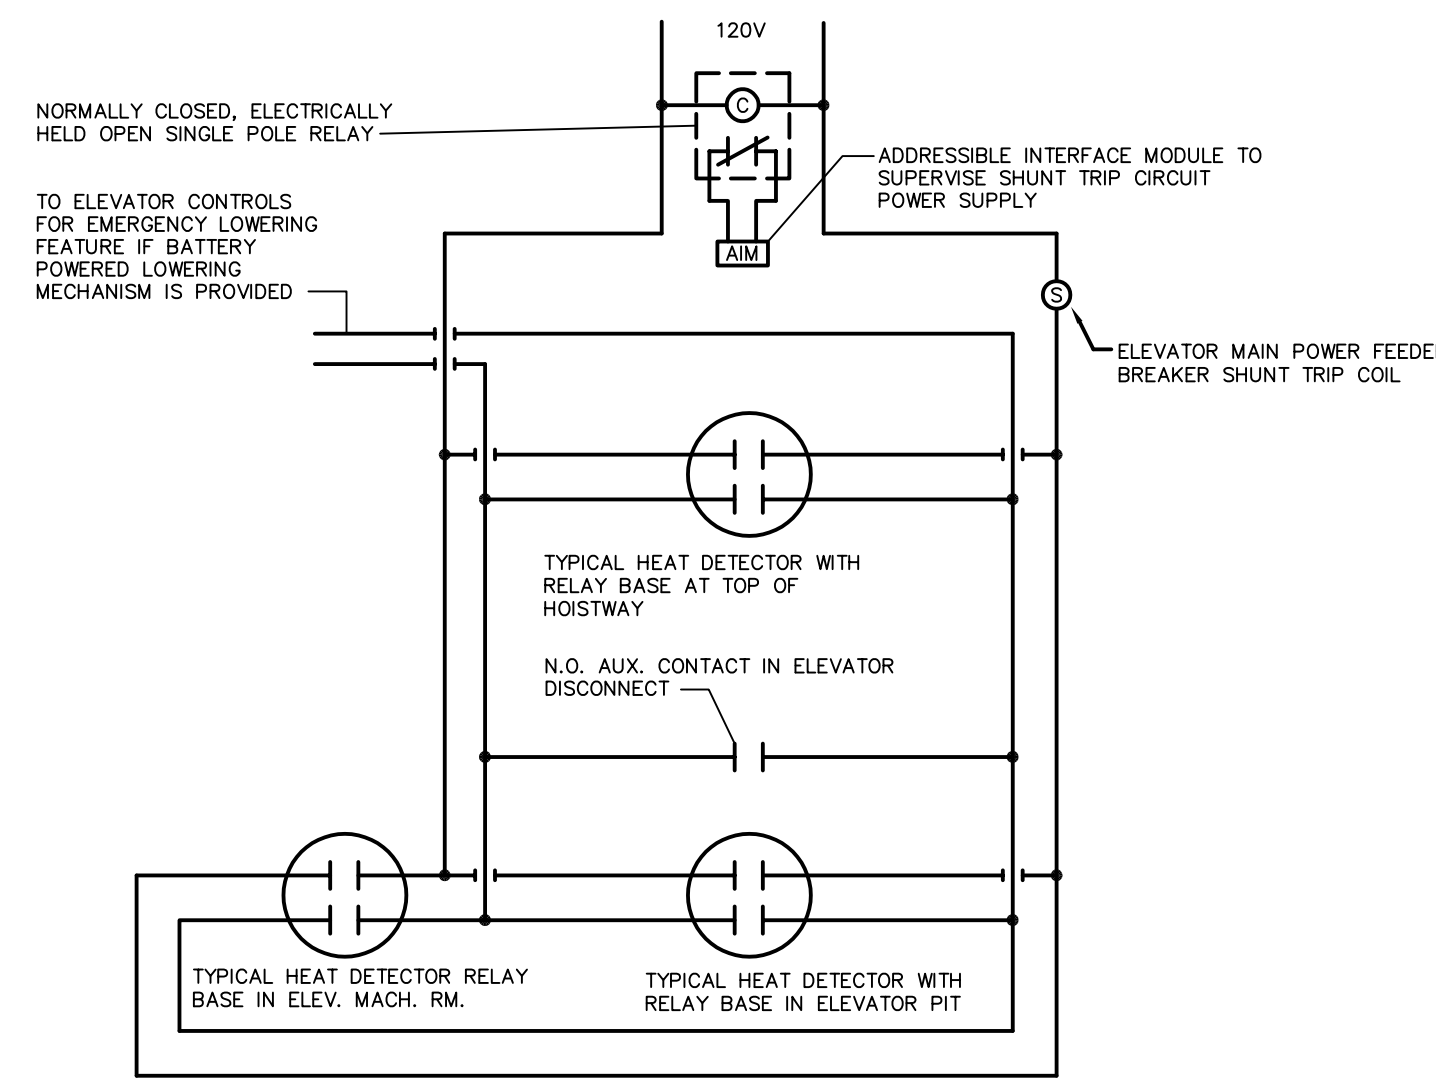 120V
NORMALLY CLOSED, ELECTRICALLY
HELD OPEN SINGLE POLE RELAY
C
ADDRESSIBLE INTERFACE MODULE TO
SUPERVISE SHUNT TRIP CIRCUIT
POWER SUPPLY
TO ELEVATOR CONTROLS
FOR EMERGENCY LOWERING
FEATURE IF BATTERY
POWERED LOWERING
MECHANISM IS PROVIDED
AIM
S
ELEVATOR MAIN POWER FEEDE
BREAKER SHUNT TRIP COIL
TYPICAL HEAT DETECTOR WITH
RELAY BASE AT TOP OF
HOISTWAY
N.O. AUX. CONTACT IN ELEVATOR
DISCONNECT
TYPICAL HEAT DETECTOR RELAY
BASE IN ELEV. MACH. RM.
TYPICAL HEAT DETECTOR WITH
RELAY BASE IN ELEVATOR PIT